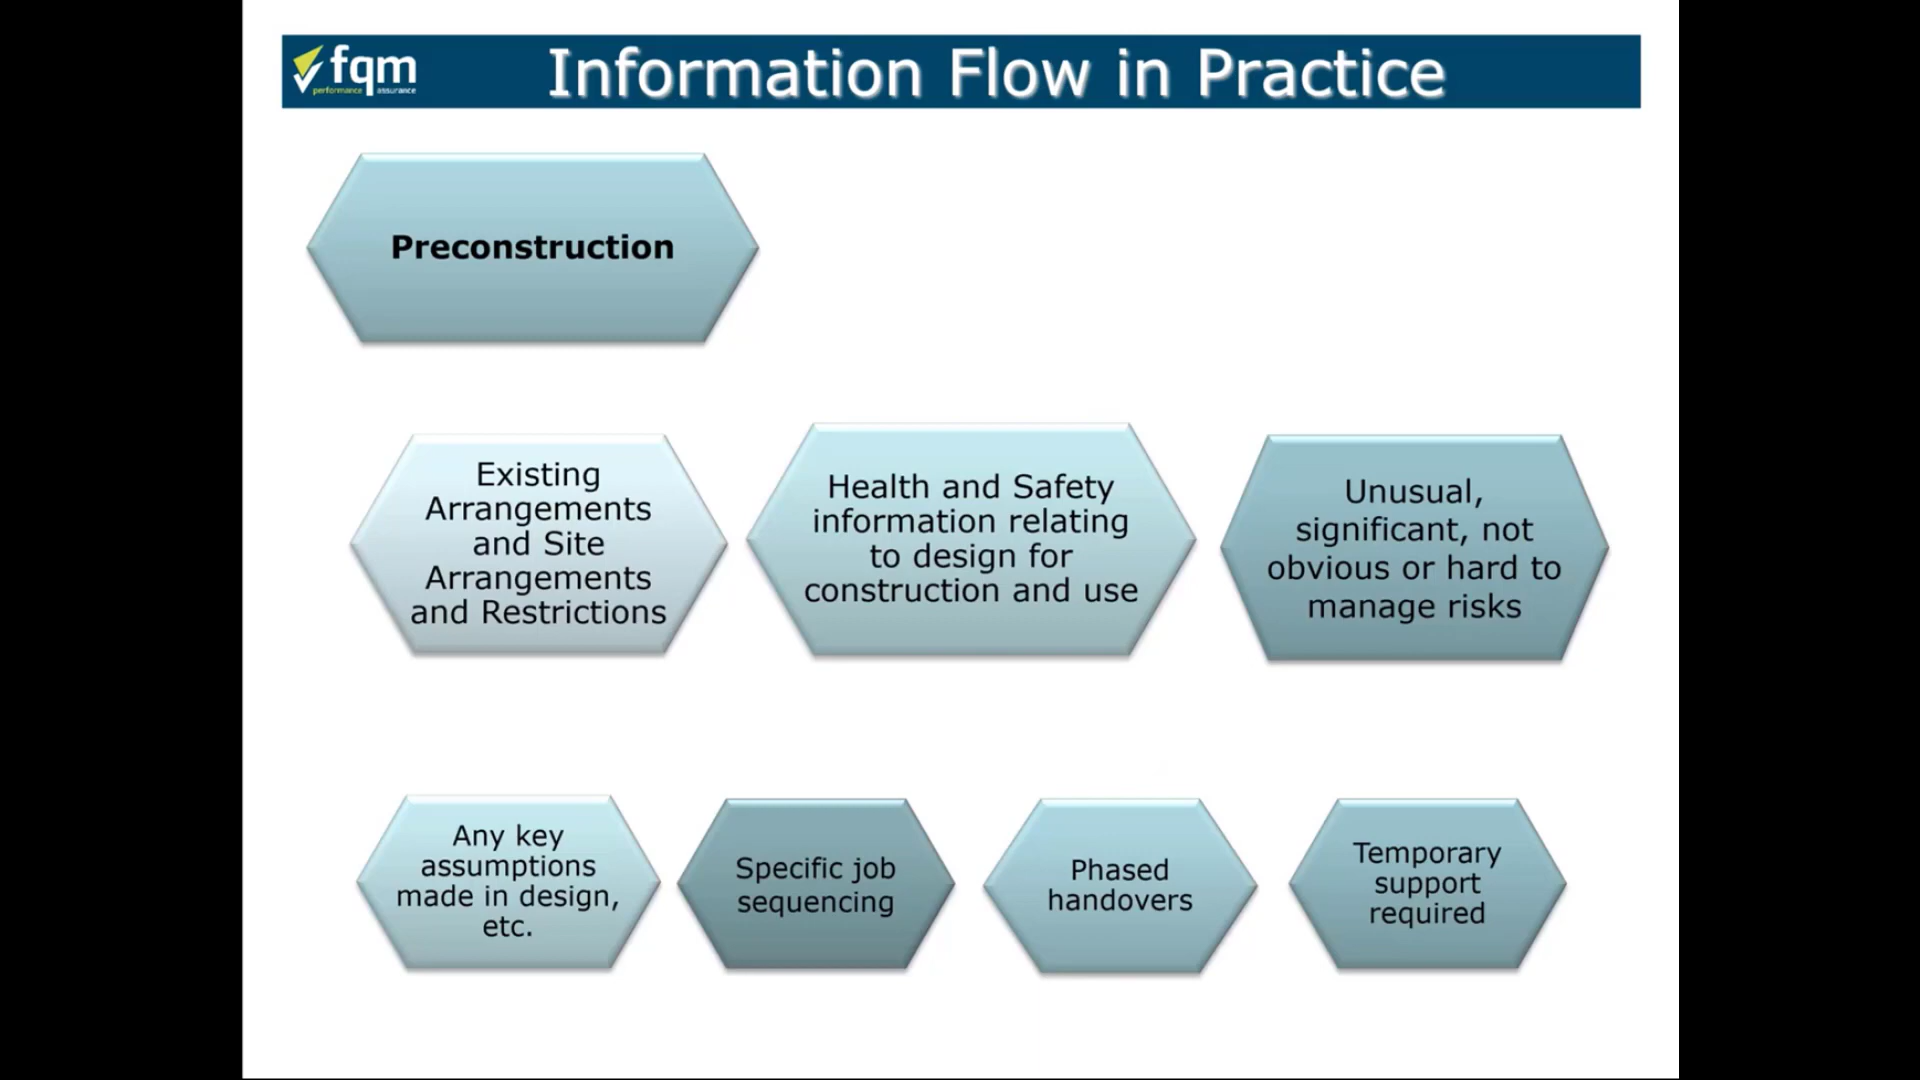 fqm
performance assurance
Information Flow in Practice
Preconstruction
Existing
Arrangements
and Site
Arrangements
and Restrictions
Health and Safety
information relating
to design for
construction and use
Unusual,
significant, not
obvious or hard to
manage risks
Any key
assumptions
made in design,
etc.
Specific job
sequencing
Phased
handovers
Temporary
support
required